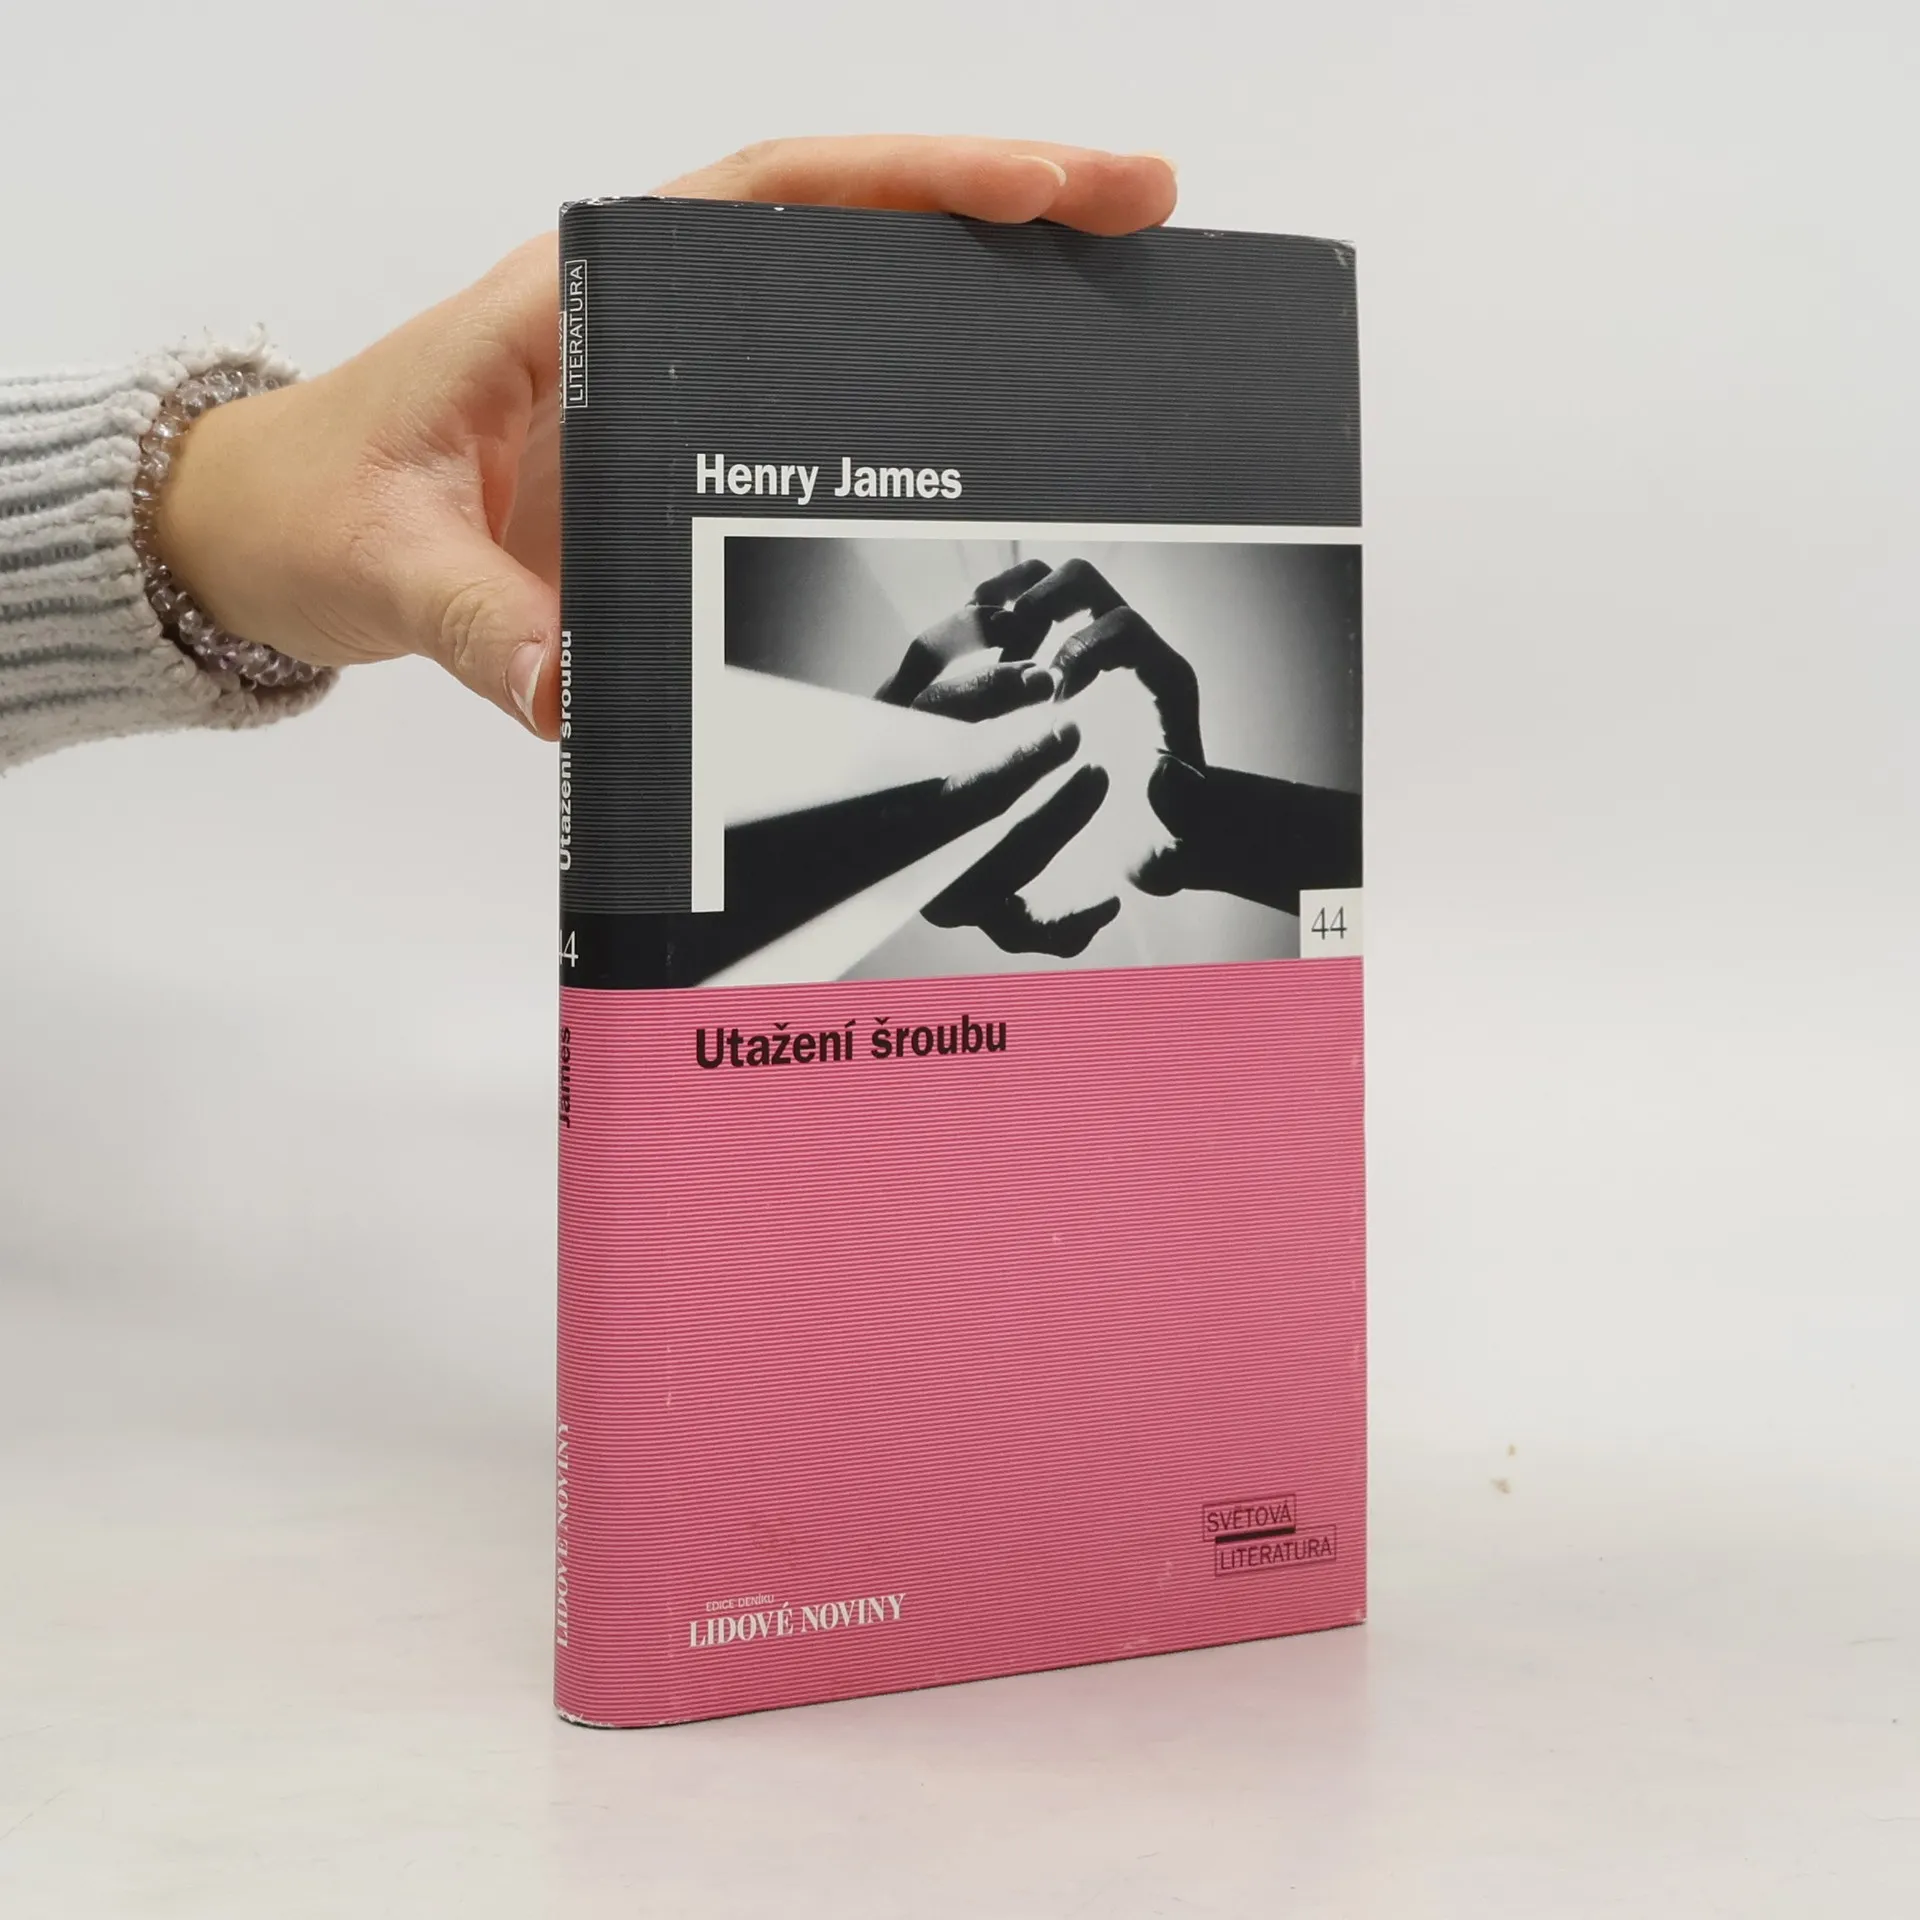 Henry James
44
Utažení šroubu
SVĚTOVÁ
LITERATURA
EDICE DENÍKU
LIDOVÉ NOVINY
LITERATURA
Utažení šroubu
44
James
LIDOVÉ NOVINY